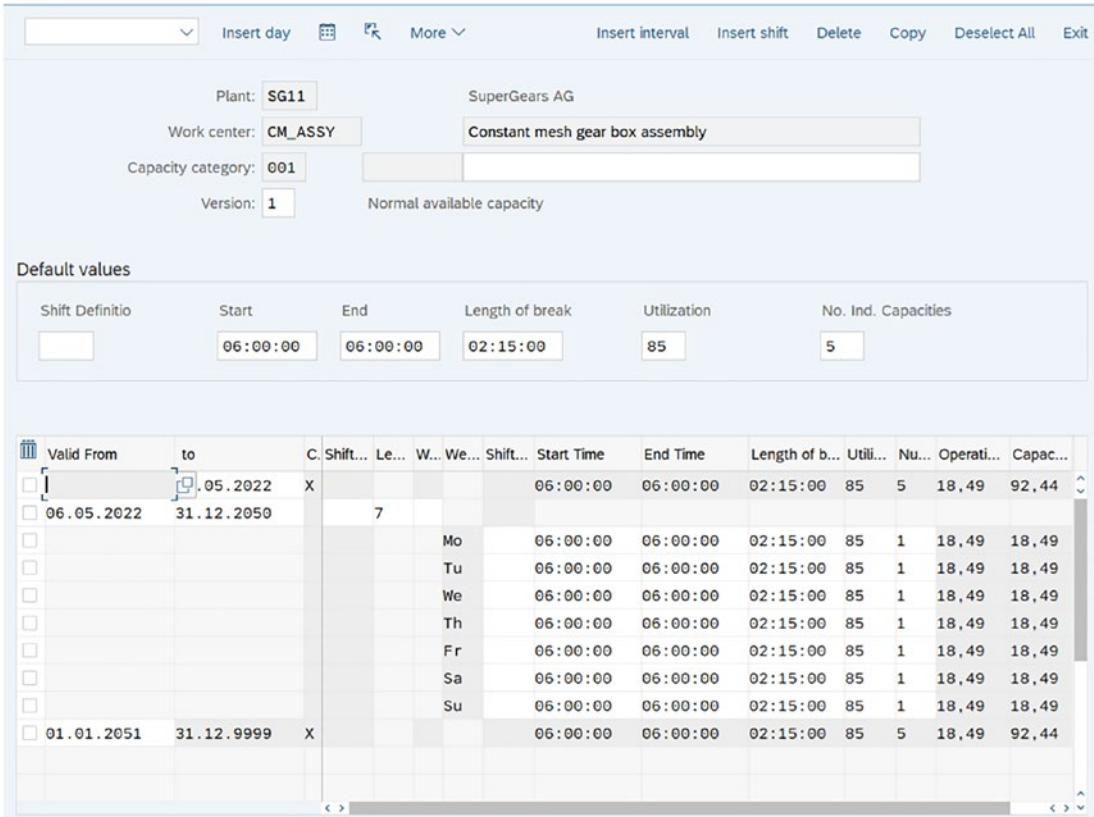 Insert day More Insert interval Insert shift Delete Copy Deselect All Exit
Plant: SG11 SuperGears AG
Work center: CM_ASSY Constant mesh gear box assembly
Capacity category: 001
Version: 1 Normal available capacity
Default values
Shift Definitio Start End Length of break Utilization No. Ind. Capacities
06:00:00 06:00:00 02:15:00 85 5
Valid From to C. Shift... Le... W... We... Shift... Start Time End Time Length of b... Utili... Nu... Operati... Capac...
.05.2022 X 06:00:00 06:00:00 02:15:00 85 5 18,49 92,44
06.05.2022 31.12.2050 7
Mo 06:00:00 06:00:00 02:15:00 85 1 18,49 18,49
Tu 06:00:00 06:00:00 02:15:00 85 1 18,49 18,49
We 06:00:00 06:00:00 02:15:00 85 1 18,49 18,49
Th 06:00:00 06:00:00 02:15:00 85 1 18,49 18,49
Fr 06:00:00 06:00:00 02:15:00 85 1 18,49 18,49
Sa 06:00:00 06:00:00 02:15:00 85 1 18,49 18,49
Su 06:00:00 06:00:00 02:15:00 85 1 18,49 18,49
01.01.2051 31.12.9999 X 06:00:00 06:00:00 02:15:00 85 5 18,49 92,44